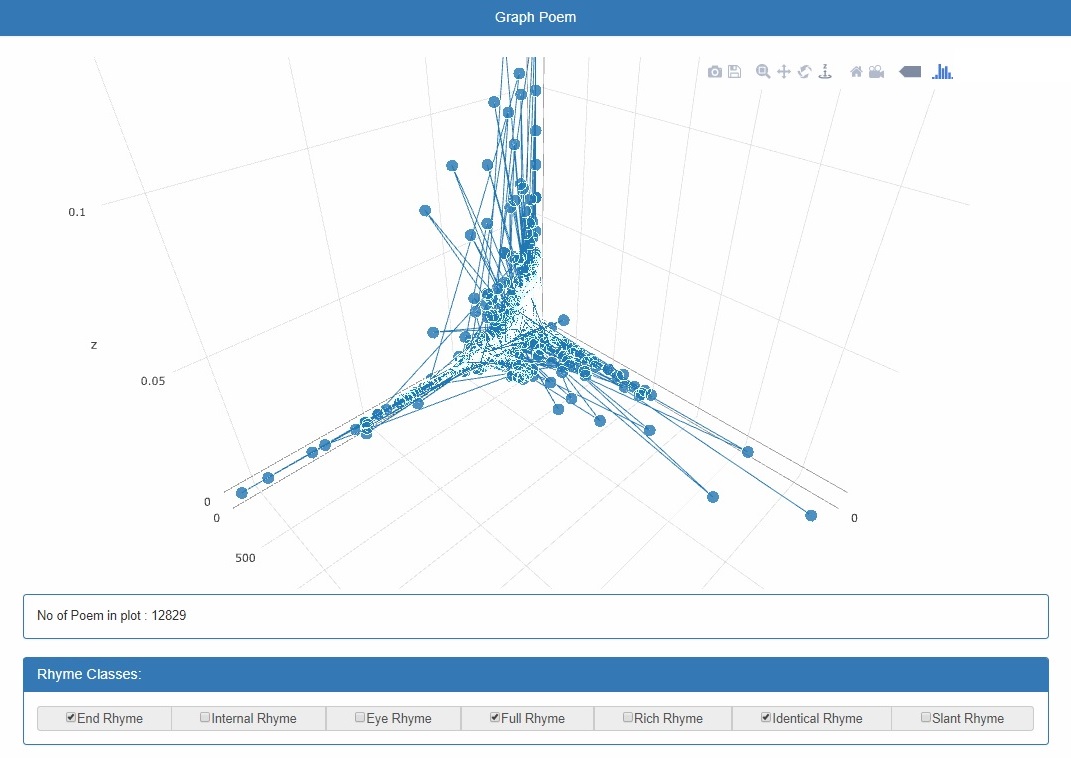 Graph Poem
z
0.1
z
0.05
0
0
0
500
No of Poem in plot : 12829
Rhyme Classes:
End Rhyme Internal Rhyme Eye Rhyme Full Rhyme Rich Rhyme Identical Rhyme Slant Rhyme